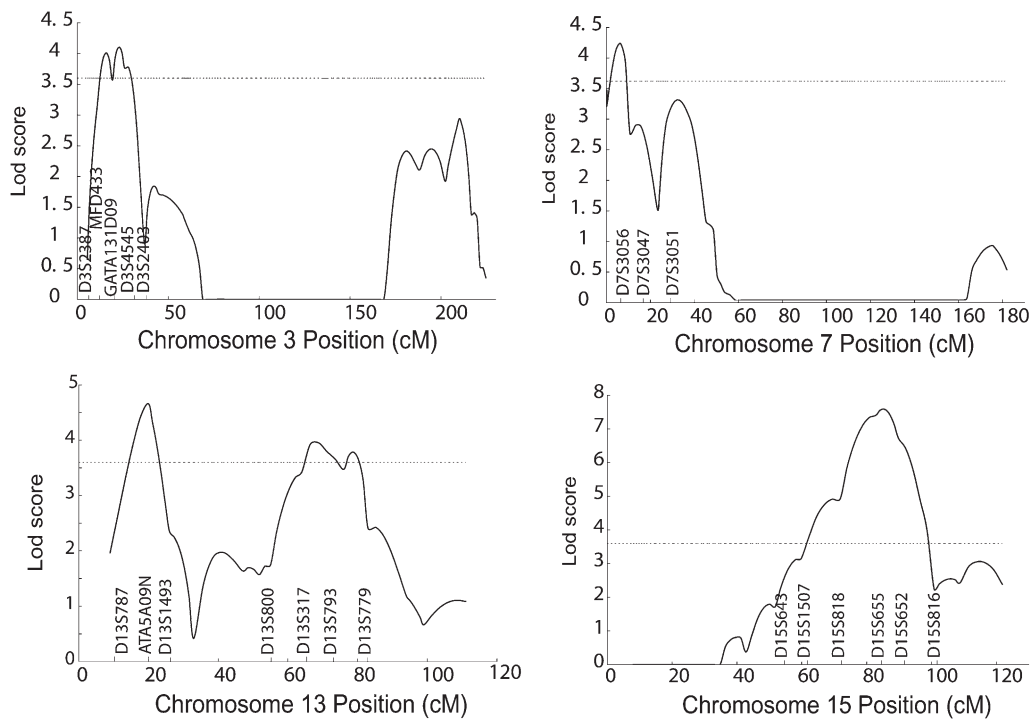 4. 5
4
3.5
3
2. 5
2
1. 5
1
0. 5
0
Lod score
D3S2387
MFD433
GATA131D09
D3S4545
D3S2403
0 50 100 150 200
Chromosome 3 Position (cM)
4. 5
4
3. 5
3
2. 5
2
1. 5
1
0. 5
0
Lod score
D7S3056
D7S3047
D7S3051
0 20 40 60 80 100 120 140 160 180
Chromosome 7 Position (cM)
5
4
3
2
1
0
Lod score
D13S787
ATA5A09N
D13S1493
D13S800
D13S317
D13S793
D13S779
0 20 40 60 80 100 120
Chromosome 13 Position (cM)
8
7
6
5
4
3
2
1
0
Lod score
D15S643
D15S1507
D15S818
D15S655
D15S652
D15S816
0 20 40 60 80 100 120
Chromosome 15 Position (cM)